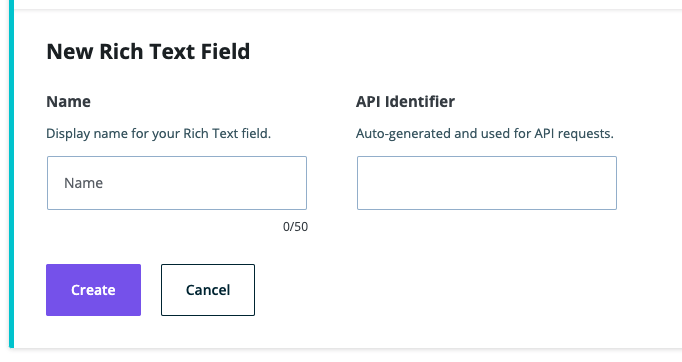 New Rich Text Field
Name
API Identifier
Display name for your Rich Text field.
Auto-generated and used for API requests.
Name
0/50
Create
Cancel